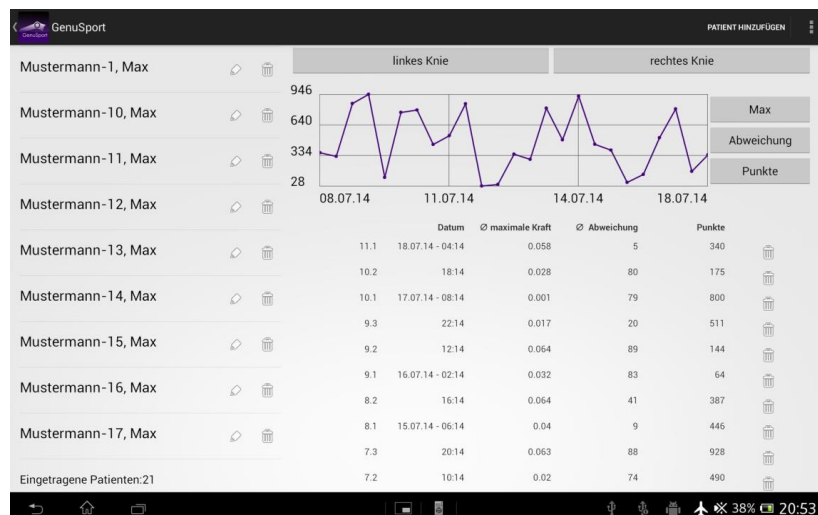 GenuSport
GenuSport
PATIENT HINZUFÜGEN
Mustermann-1, Max
Mustermann-10, Max
Mustermann-11, Max
Mustermann-12, Max
Mustermann-13, Max
Mustermann-14, Max
Mustermann-15, Max
Mustermann-16, Max
Mustermann-17, Max
Eingetragene Patienten:21
linkes Knie
rechtes Knie
946
640
334
28
08.07.14 11.07.14 14.07.14 18.07.14
Max
Abweichung
Punkte
Datum Ø maximale Kraft Ø Abweichung Punkte
11.1 18.07.14 - 04:14 0.058 5 340
10.2 18:14 0.028 80 175
10.1 17.07.14 - 08:14 0.001 79 800
9.3 22:14 0.017 20 511
9.2 12:14 0.064 89 144
9.1 16.07.14 - 02:14 0.032 83 64
8.2 16:14 0.064 41 387
8.1 15.07.14 - 06:14 0.04 9 446
7.3 20:14 0.063 88 928
7.2 10:14 0.02 74 490
38% 20:53